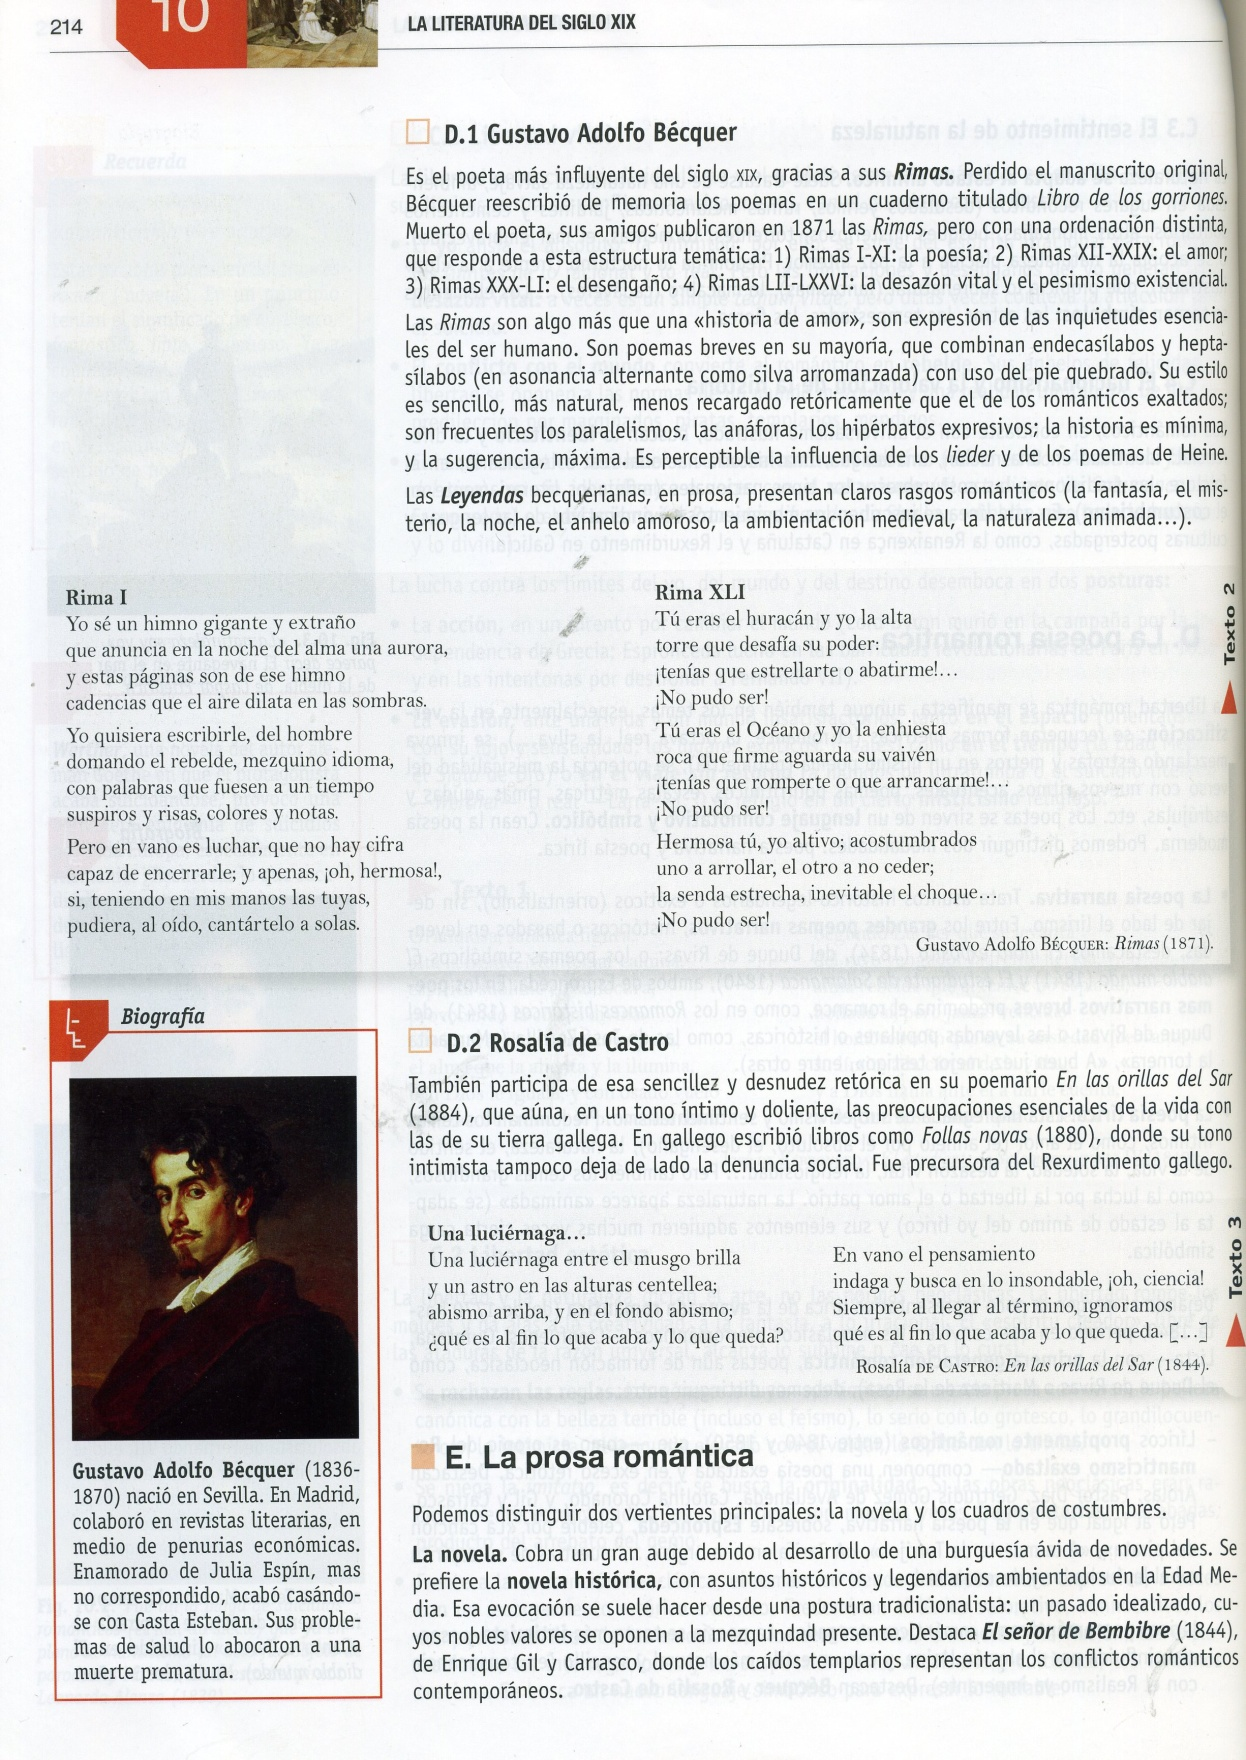 214
10
LA LITERATURA DEL SIGLO XIX
D.1 Gustavo Adolfo Bécquer
Es el poeta más influyente del siglo XIX, gracias a sus Rimas. Perdido el manuscrito original,
Bécquer reescribió de memoria los poemas en un cuaderno titulado Libro de los gorriones.
Muerto el poeta, sus amigos publicaron en 1871 las Rimas, pero con una ordenación distinta,
que responde a esta estructura temática: 1) Rimas I-XI: la poesía; 2) Rimas XII-XXIX: el amor;
3) Rimas XXX-LI: el desengaño; 4) Rimas LII-LXXVI: la desazón vital y el pesimismo existencial.
Las Rimas son algo más que una «historia de amor», son expresión de las inquietudes esencia-
les del ser humano. Son poemas breves en su mayoría, que combinan endecasílabos y hepta-
sílabos (en asonancia alternante como silva arromanzada) con uso del pie quebrado. Su estilo
es sencillo, más natural, menos recargado retóricamente que el de los románticos exaltados;
son frecuentes los paralelismos, las anáforas, los hipérbatos expresivos; la historia es mínima,
y la sugerencia, máxima. Es perceptible la influencia de los lieder y de los poemas de Heine.
Las Leyendas becquerianas, en prosa, presentan claros rasgos románticos (la fantasía, el mis-
terio, la noche, el anhelo amoroso, la ambientación medieval, la naturaleza animada...).
Rima I
Yo sé un himno gigante y extraño
que anuncia en la noche del alma una aurora,
y estas páginas son de ese himno
cadencias que el aire dilata en las sombras.
Yo quisiera escribirle, del hombre
domando el rebelde, mezquino idioma,
con palabras que fuesen a un tiempo
suspiros y risas, colores y notas.
Pero en vano es luchar, que no hay cifra
capaz de encerrarle; y apenas, ¡oh, hermosa!,
si, teniendo en mis manos las tuyas,
pudiera, al oído, cantártelo a solas.
Rima XLI
Tú eras el huracán y yo la alta
torre que desafía su poder:
¡tenías que estrellarte o abatirme!...
¡No pudo ser!
Tú eras el Océano y yo la enhiesta
roca que firme aguarda su vaivén
¡tenías que romperte o que arrancarme!...
¡No pudo ser!
Hermosa tú, yo altivo; acostumbrados
uno a arrollar, el otro a no ceder;
la senda estrecha, inevitable el choque...
¡No pudo ser!
Gustavo Adolfo BÉCQUER: Rimas (1871).
Texto 2
Biografía
Gustavo Adolfo Bécquer (1836-
1870) nació en Sevilla. En Madrid,
colaboró en revistas literarias, en
medio de penurias económicas.
Enamorado de Julia Espín, mas
no correspondido, acabó casándo-
se con Casta Esteban. Sus proble-
mas de salud lo abocaron a una
muerte prematura.
D.2 Rosalía de Castro
También participa de esa sencillez y desnudez retórica en su poemario En las orillas del Sar
(1884), que aúna, en un tono íntimo y doliente, las preocupaciones esenciales de la vida con
las de su tierra gallega. En gallego escribió libros como Follas novas (1880), donde su tono
intimista tampoco deja de lado la denuncia social. Fue precursora del Rexurdimento gallego.
Una luciérnaga...
Una luciérnaga entre el musgo brilla
y un astro en las alturas centellea;
abismo arriba, y en el fondo abismo;
¿qué es al fin lo que acaba y lo que queda?
En vano el pensamiento
indaga y busca en lo insondable, ¡oh, ciencia!
Siempre, al llegar al término, ignoramos
qué es al fin lo que acaba y lo que queda. [...]
Rosalía DE CASTRO: En las orillas del Sar (1844).
Texto 3
E. La prosa romántica
Podemos distinguir dos vertientes principales: la novela y los cuadros de costumbres.
La novela. Cobra un gran auge debido al desarrollo de una burguesía ávida de novedades. Se
prefiere la novela histórica, con asuntos históricos y legendarios ambientados en la Edad Me-
dia. Esa evocación se suele hacer desde una postura tradicionalista: un pasado idealizado, cu-
yos nobles valores se oponen a la mezquindad presente. Destaca El señor de Bembibre (1844),
de Enrique Gil y Carrasco, donde los caídos templarios representan los conflictos románticos
contemporáneos.